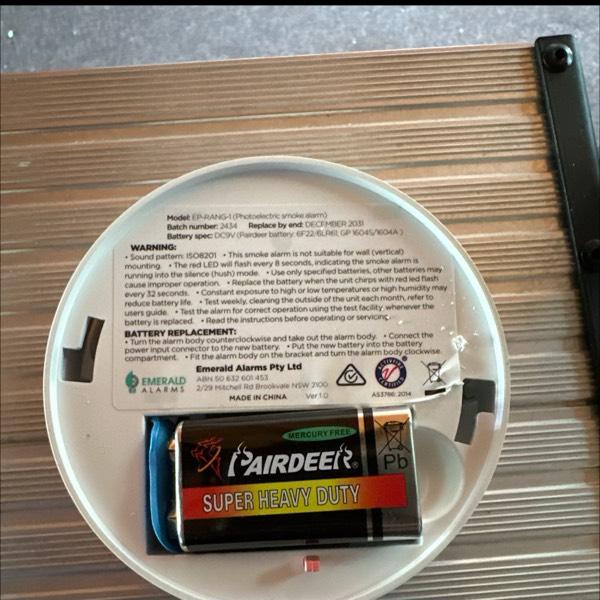 Model: EP-RANG-1 (Photoelectric smoke alarm)
Batch number: 2434 Replace by end: DECEMBER 2031
Battery spec: DC9V (Pairdeer battery: 6F22/6LR61; GP 1604S/1604A )
WARNING:
• Sound pattern: ISO8201 • This smoke alarm is not suitable for wall (vertical)
mounting. • The red LED will flash every 8 seconds, indicating the smoke alarm is
running into the silence (hush) mode. • Use only specified batteries, other batteries may
cause improper operation. • Replace the battery when the unit chirps with red led flash
every 32 seconds. • Constant exposure to high or low temperatures or high humidity may
reduce battery life. • Test weekly, cleaning the outside of the unit each month, refer to
users guide. • Test the alarm for correct operation using the test facility whenever the
battery is replaced. • Read the instructions before operating or servicing.
BATTERY REPLACEMENT:
• Turn the alarm body counterclockwise and take out the alarm body. • Connect the
power input connector to the new battery. • Put the new battery into the battery
compartment. • Fit the alarm body on the bracket and turn the alarm body clockwise.
EMERALD
ALARMS
Emerald Alarms Pty Ltd
ABN 50 632 601 453
2/29 Mitchell Rd Brookvale NSW 2100
MADE IN CHINA Ver 1.0
AS3786: 2014
MERCURY FREE
PAIRDEER®
Pb
SUPER HEAVY DUTY